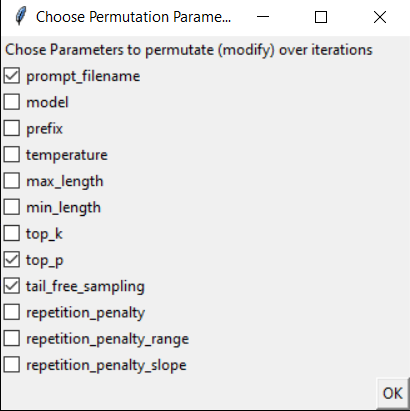 Choose Permutation Parame...
Chose Parameters to permutate (modify) over iterations
prompt_filename
model
prefix
temperature
max_length
min_length
top_k
top_p
tail_free_sampling
repetition_penalty
repetition_penalty_range
repetition_penalty_slope
OK